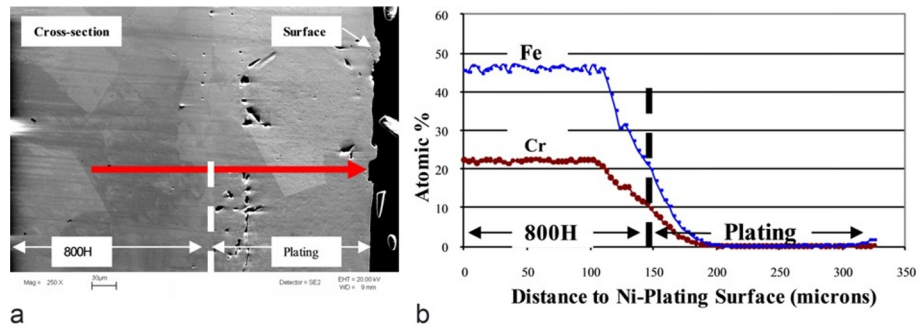 Cross-section
Surface
800H
Plating
Mag = 250 X
30µm
Detector = SE2
EHT = 20.00 kV
WD = 9 mm
a
60
50
40
30
20
10
0
Atomic %
Fe
Cr
800H
Plating
0 50 100 150 200 250 300 350
Distance to Ni-Plating Surface (microns)
b